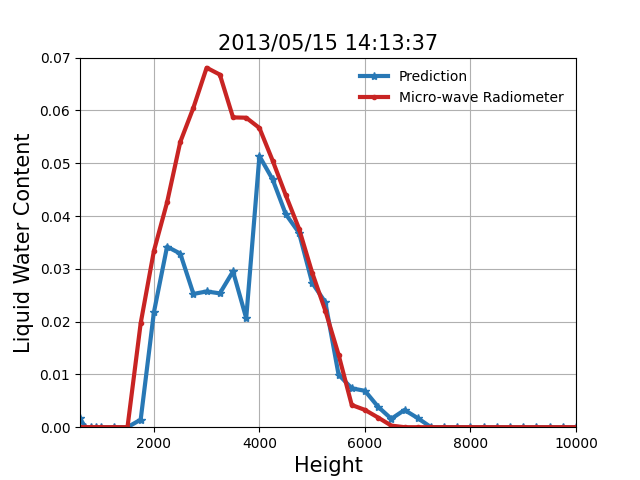 2013/05/15 14:13:37
0.07
0.06
0.05
0.04
0.03
0.02
0.01
0.00
Liquid Water Content
Prediction
Micro-wave Radiometer
2000 4000 6000 8000 10000
Height